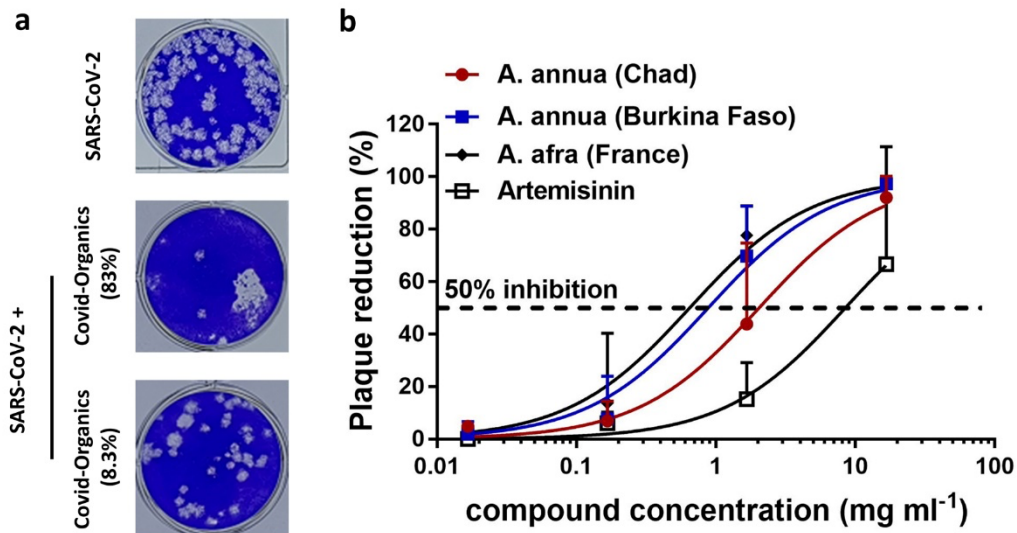 a
SARS-CoV-2
SARS-CoV-2 +
Covid-Organics
(83%)
Covid-Organics
(8.3%)
b
A. annua (Chad)
A. annua (Burkina Faso)
A. afra (France)
Artemisinin
Plaque reduction (%)
120
100
80
60
40
20
0
50% inhibition
0.01 0.1 1 10 100
compound concentration (mg ml⁻¹)